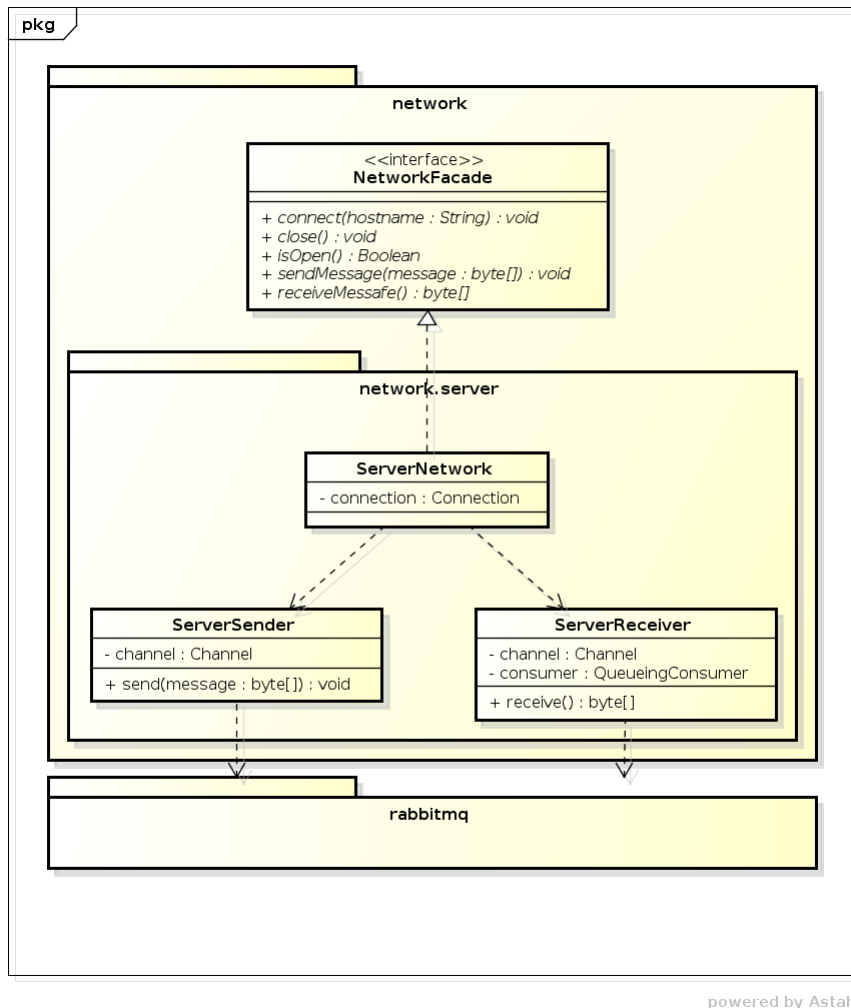 pkg
network
<<interface>>
NetworkFacade
+ connect(hostname : String) : void
+ close() : void
+ isOpen() : Boolean
+ sendMessage(message : byte[]) : void
+ receiveMessafe() : byte[]
network.server
ServerNetwork
- connection : Connection
ServerSender
- channel : Channel
+ send(message : byte[]) : void
ServerReceiver
- channel : Channel
- consumer : QueueingConsumer
+ receive() : byte[]
rabbitmq
powered by